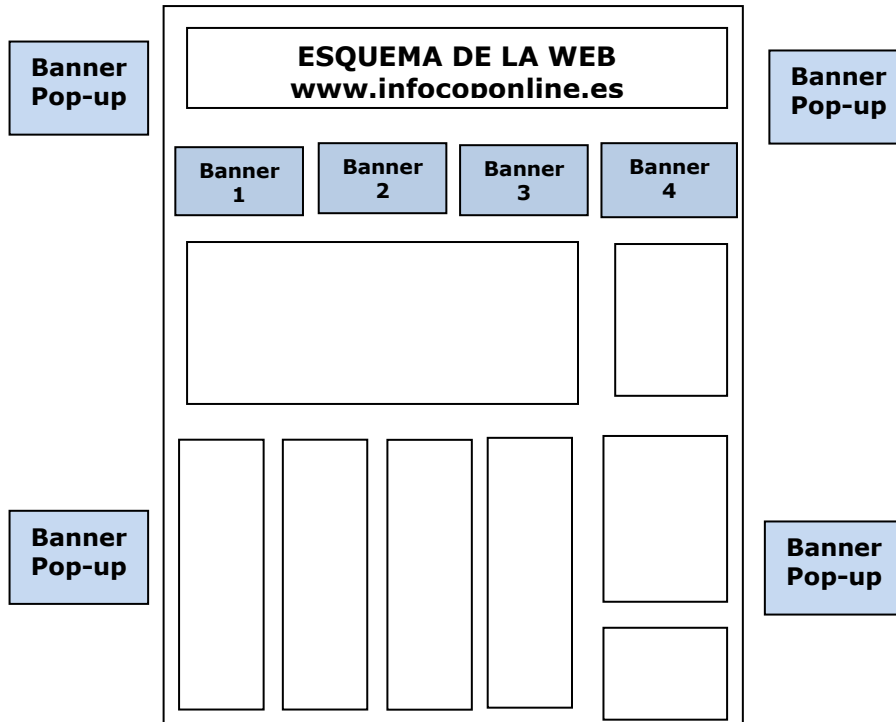 ESQUEMA DE LA WEB
www.infocoponline.es
Banner
Pop-up
Banner
Pop-up
Banner
1
Banner
2
Banner
3
Banner
4
Banner
Pop-up
Banner
Pop-up